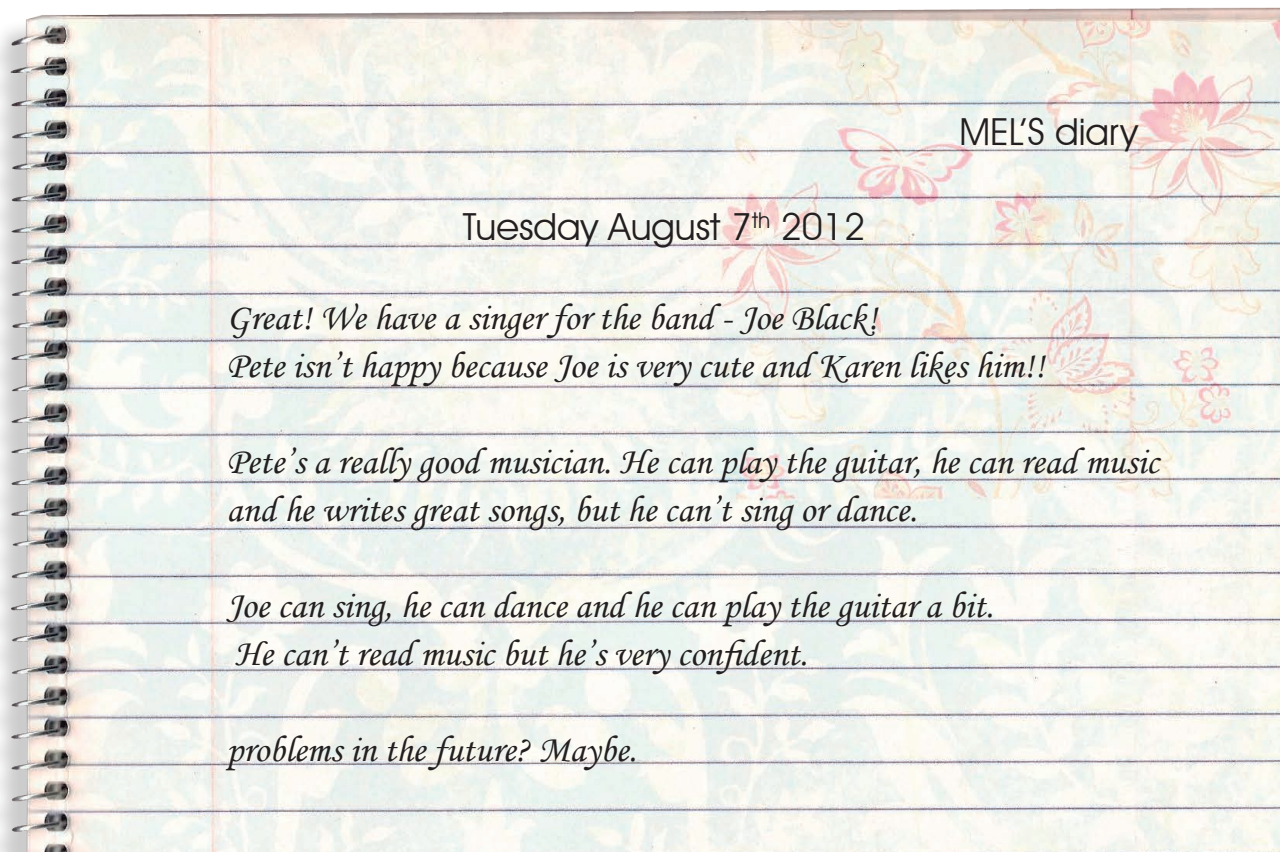 MEL'S diary
Tuesday August 7th 2012
Great! We have a singer for the band - Joe Black!
Pete isn't happy because Joe is very cute and Karen likes him!!
Pete's a really good musician. He can play the guitar, he can read music
and he writes great songs, but he can't sing or dance.
Joe can sing, he can dance and he can play the guitar a bit.
He can't read music but he's very confident.
problems in the future? Maybe.